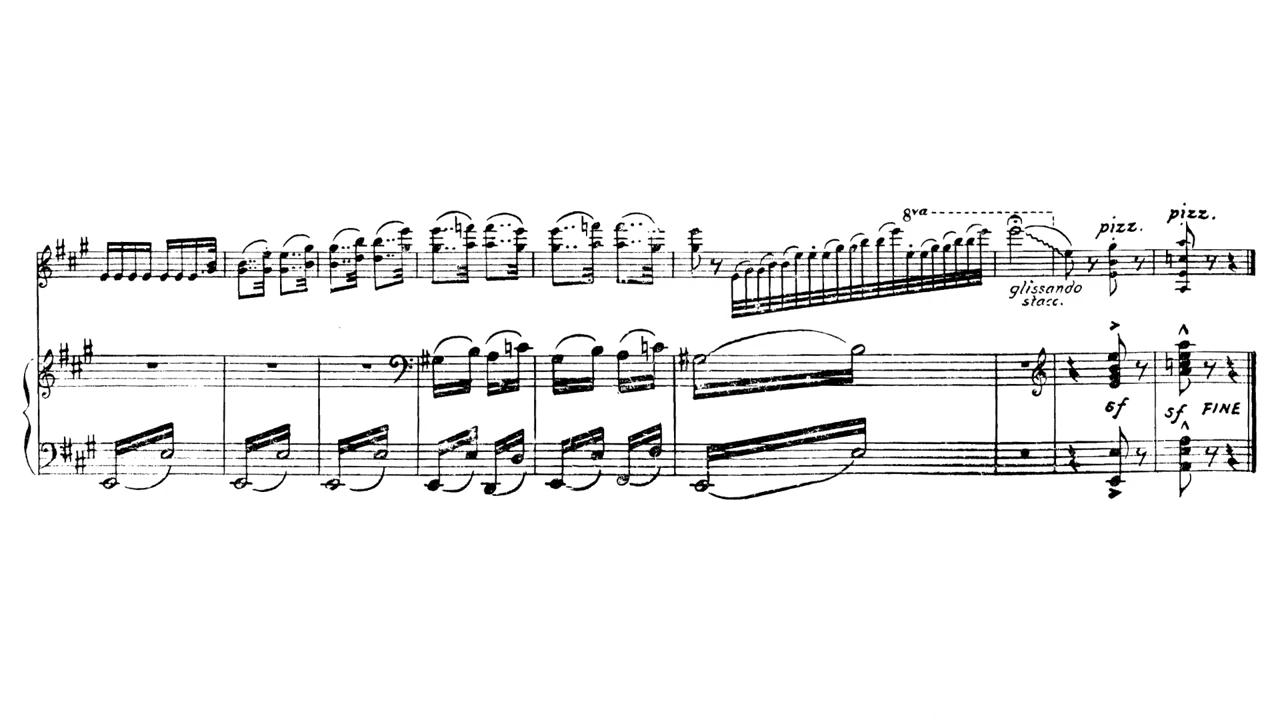 8va
pizz.
pizz.
glissando
stacc.
sf
sf FINE